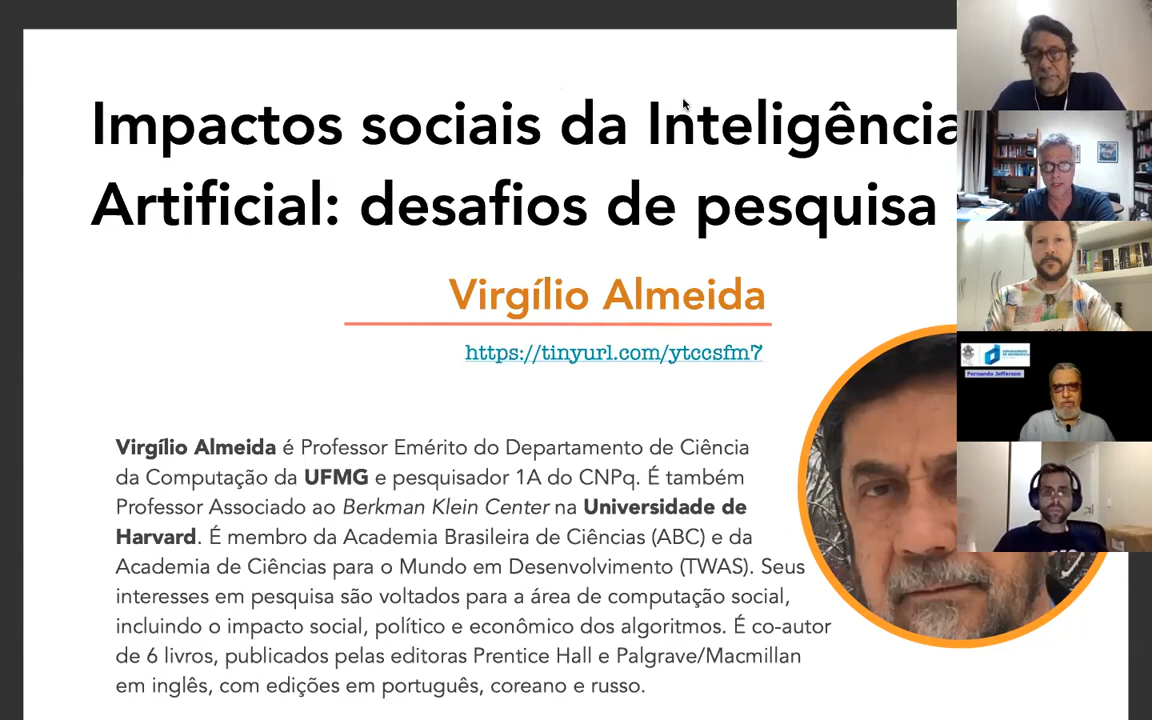 Impactos sociais da Inteligência
Artificial: desafios de pesquisa
Virgílio Almeida
https://tinyurl.com/ytccsfm7
Virgílio Almeida é Professor Emérito do Departamento de Ciência
da Computação da UFMG e pesquisador 1A do CNPq. É também
Professor Associado ao Berkman Klein Center na Universidade de
Harvard. É membro da Academia Brasileira de Ciências (ABC) e da
Academia de Ciências para o Mundo em Desenvolvimento (TWAS). Seus
interesses em pesquisa são voltados para a área de computação social,
incluindo o impacto social, político e econômico dos algoritmos. É co-autor
de 6 livros, publicados pelas editoras Prentice Hall e Palgrave/Macmillan
em inglês, com edições em português, coreano e russo.
Fernando Jefferson